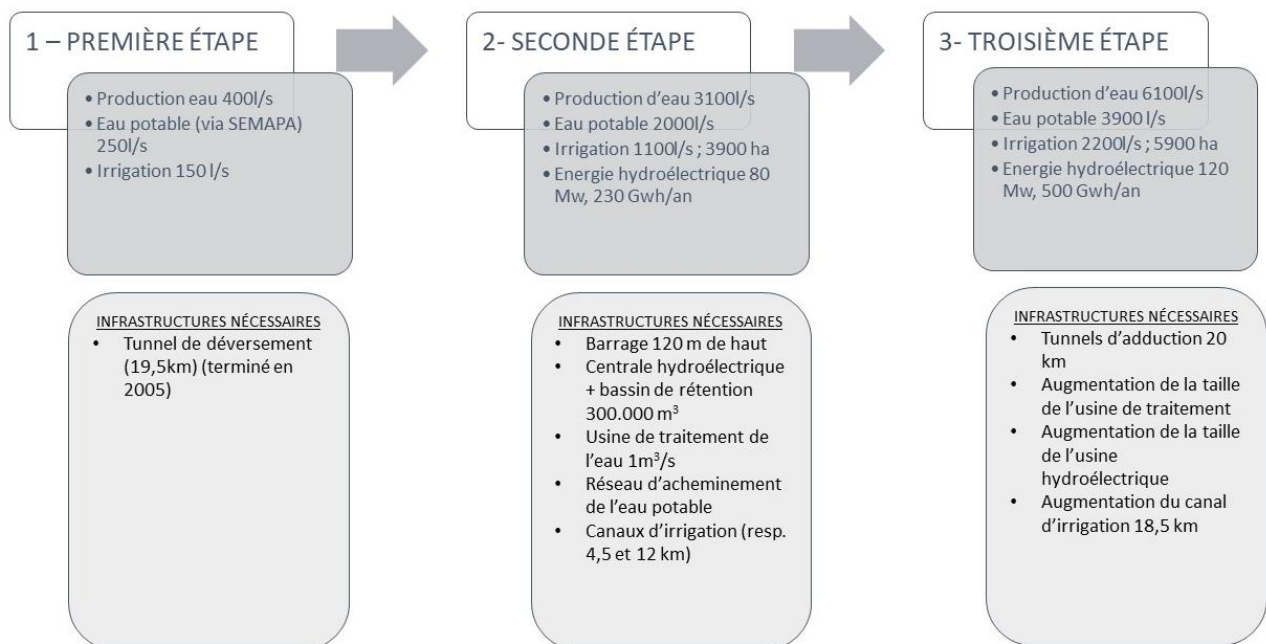 1 – PREMIÈRE ÉTAPE
• Production eau 400l/s
• Eau potable (via SEMAPA)
250l/s
• Irrigation 150 l/s
INFRASTRUCTURES NÉCESSAIRES
• Tunnel de déversement
(19,5km) (terminé en
2005)
2- SECONDE ÉTAPE
• Production d’eau 3100l/s
• Eau potable 2000l/s
• Irrigation 1100l/s ; 3900 ha
• Energie hydroélectrique 80
Mw, 230 Gwh/an
INFRASTRUCTURES NÉCESSAIRES
• Barrage 120 m de haut
• Centrale hydroélectrique
+ bassin de rétention
300.000 m³
• Usine de traitement de
l’eau 1m³/s
• Réseau d’acheminement
de l’eau potable
• Canaux d’irrigation (resp.
4,5 et 12 km)
3- TROISIÈME ÉTAPE
• Production d’eau 6100l/s
• Eau potable 3900 l/s
• Irrigation 2200l/s ; 5900 ha
• Energie hydroélectrique 120
Mw, 500 Gwh/an
INFRASTRUCTURES NÉCESSAIRES
• Tunnels d’adduction 20
km
• Augmentation de la taille
de l’usine de traitement
• Augmentation de la taille
de l’usine
hydroélectrique
• Augmentation du canal
d’irrigation 18,5 km